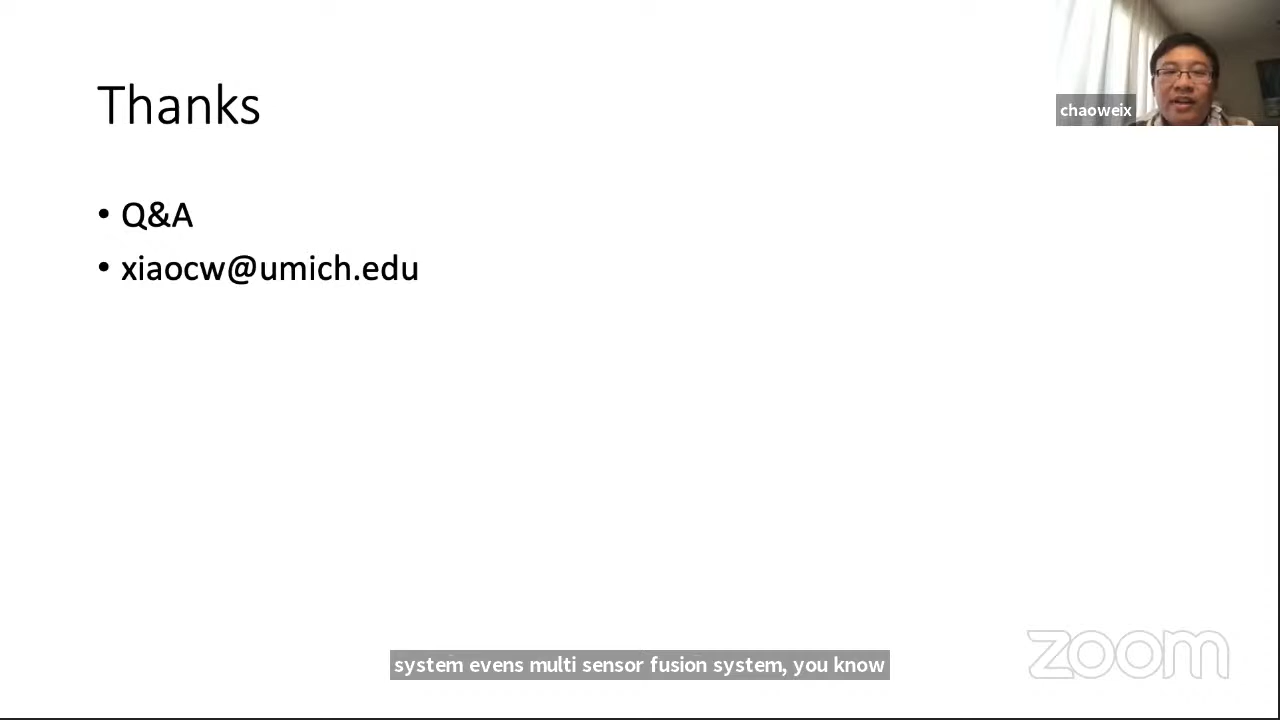 Thanks
chaoweix
• Q&A
• xiaocw@umich.edu
system evens multi sensor fusion system, you know
zoom